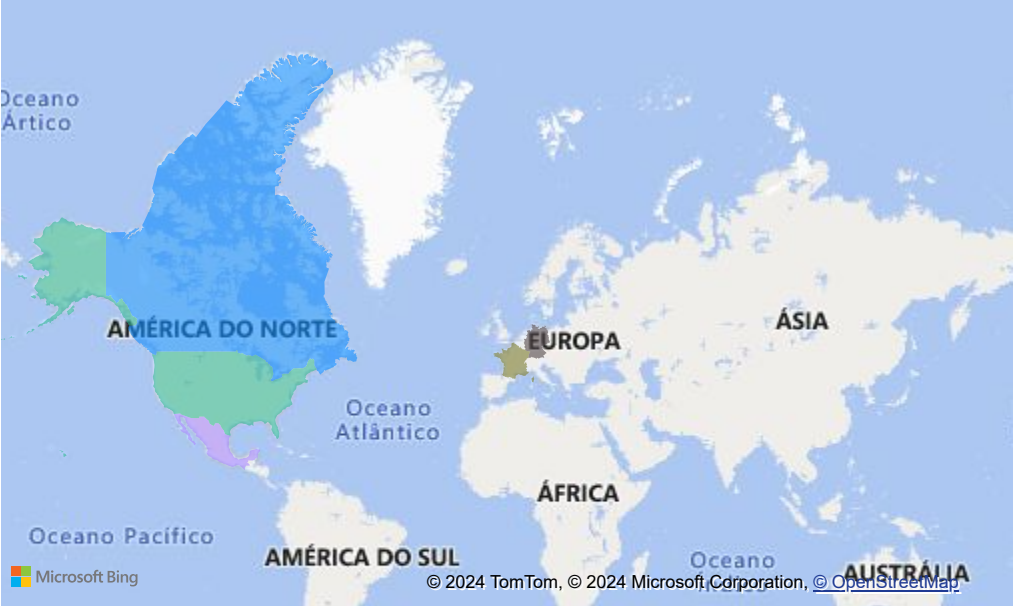 Oceano
Ártico
AMÉRICA DO NORTE
EUROPA
ÁSIA
Oceano
Atlântico
ÁFRICA
Oceano Pacífico
AMÉRICA DO SUL
Oceano
AUSTRÁLIA
Microsoft Bing
© 2024 TomTom, © 2024 Microsoft Corporation, © OpenStreetMap